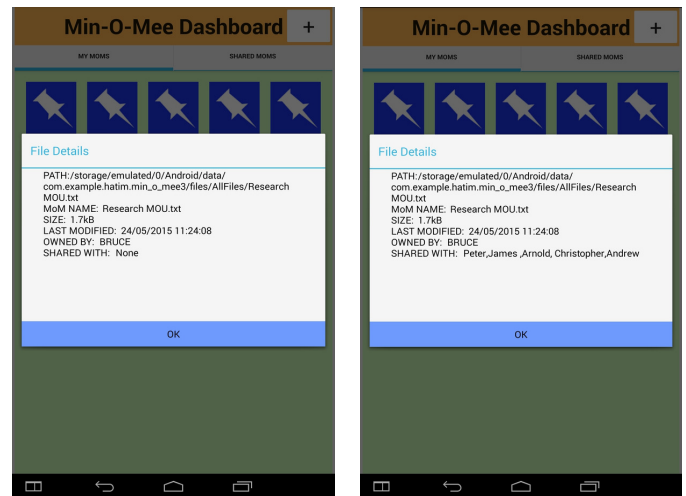 Min-O-Mee Dashboard +
MY MOMS SHARED MOMS
File Details
PATH:/storage/emulated/0/Android/data/
com.example.hatim.min_o_mee3/files/AllFiles/Research
MOU.txt
MoM NAME: Research MOU.txt
SIZE: 1.7kB
LAST MODIFIED: 24/05/2015 11:24:08
OWNED BY: BRUCE
SHARED WITH: None
OK
Min-O-Mee Dashboard +
MY MOMS SHARED MOMS
File Details
PATH:/storage/emulated/0/Android/data/
com.example.hatim.min_o_mee3/files/AllFiles/Research
MOU.txt
MoM NAME: Research MOU.txt
SIZE: 1.7kB
LAST MODIFIED: 24/05/2015 11:24:08
OWNED BY: BRUCE
SHARED WITH: Peter,James ,Arnold, Christopher,Andrew
OK